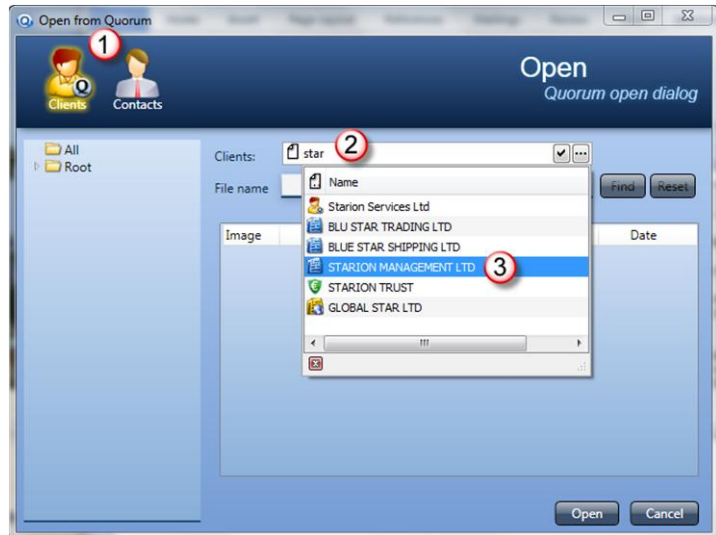 Open from Quorum
1
Clients
Contacts
Open
Quorum open dialog
All
Root
Clients:
star
2
File name
Find
Reset
Name
Starion Services Ltd
BLU STAR TRADING LTD
BLUE STAR SHIPPING LTD
STARION MANAGEMENT LTD
3
STARION TRUST
GLOBAL STAR LTD
Image
Date
Open
Cancel